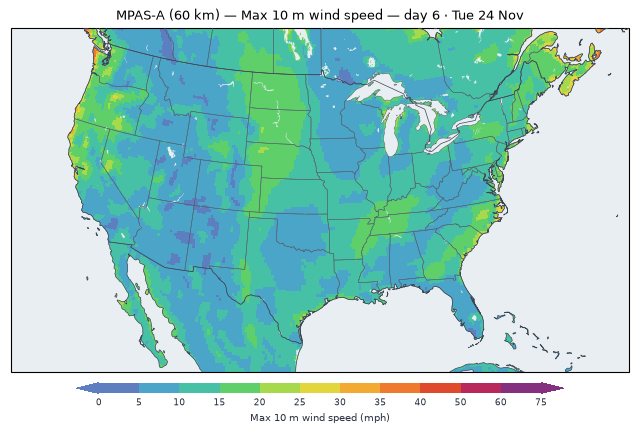 MPAS-A (60 km) — Max 10 m wind speed — day 6 · Tue 24 Nov
0 5 10 15 20 25 30 35 40 50 60 75
Max 10 m wind speed (mph)